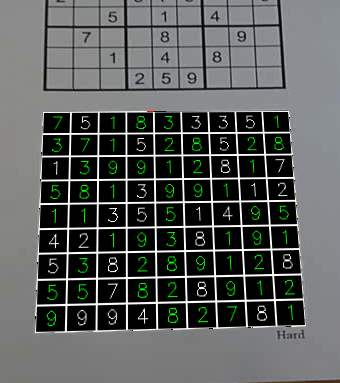 5 1 4
7 8 9
1 4 8
2 5 9
7 5 1 8 3 3 3 5 1
3 7 1 5 2 8 5 2 8
1 3 9 9 1 2 8 1 7
5 8 1 3 9 9 1 1 2
1 1 3 5 5 1 4 9 5
4 2 1 9 3 8 1 9 1
5 3 8 2 8 9 1 2 8
5 5 7 8 2 8 9 1 2
9 9 9 4 8 2 7 8 1
Hard